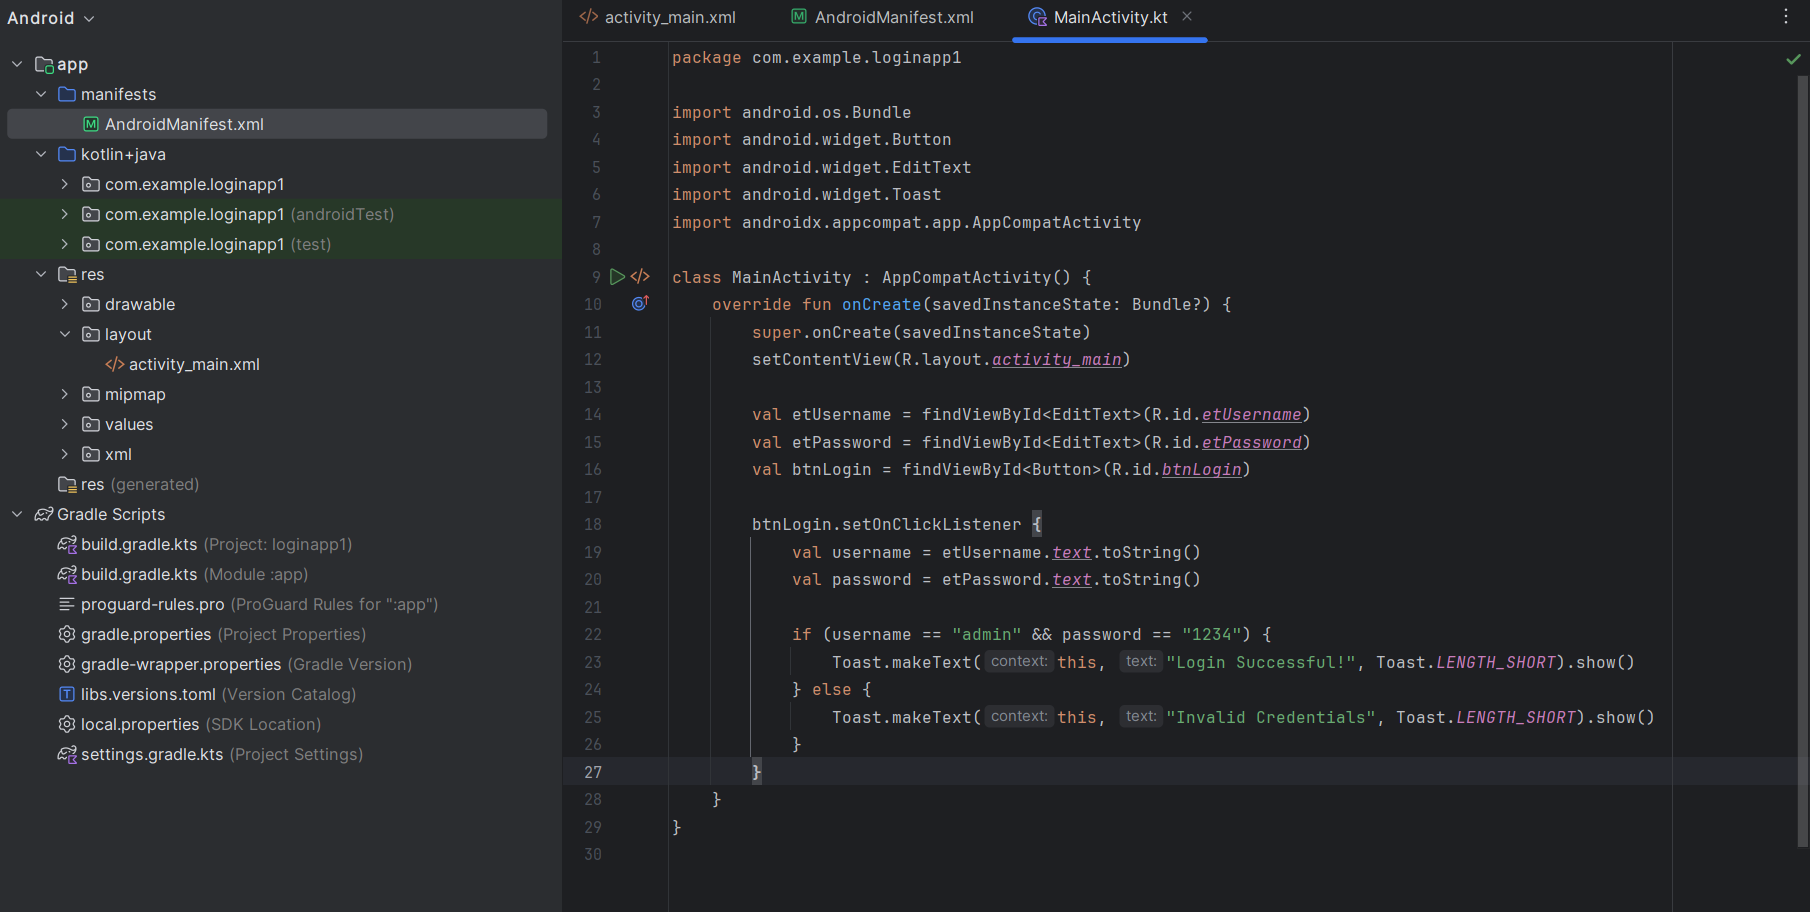 Android
app
manifests
AndroidManifest.xml
kotlin+java
com.example.loginapp1
com.example.loginapp1 (androidTest)
com.example.loginapp1 (test)
res
drawable
layout
activity_main.xml
mipmap
values
xml
res (generated)
Gradle Scripts
build.gradle.kts (Project: loginapp1)
build.gradle.kts (Module :app)
proguard-rules.pro (ProGuard Rules for ":app")
gradle.properties (Project Properties)
gradle-wrapper.properties (Gradle Version)
libs.versions.toml (Version Catalog)
local.properties (SDK Location)
settings.gradle.kts (Project Settings)
activity_main.xml AndroidManifest.xml MainActivity.kt
1 package com.example.loginapp1
2
3 import android.os.Bundle
4 import android.widget.Button
5 import android.widget.EditText
6 import android.widget.Toast
7 import androidx.appcompat.app.AppCompatActivity
8
9 class MainActivity : AppCompatActivity() {
10 override fun onCreate(savedInstanceState: Bundle?) {
11 super.onCreate(savedInstanceState)
12 setContentView(R.layout.activity_main)
13
14 val etUsername = findViewById<EditText>(R.id.etUsername)
15 val etPassword = findViewById<EditText>(R.id.etPassword)
16 val btnLogin = findViewById<Button>(R.id.btnLogin)
17
18 btnLogin.setOnClickListener {
19 val username = etUsername.text.toString()
20 val password = etPassword.text.toString()
21
22 if (username == "admin" && password == "1234") {
23 Toast.makeText( context: this, text: "Login Successful!", Toast.LENGTH_SHORT).show()
24 } else {
25 Toast.makeText( context: this, text: "Invalid Credentials", Toast.LENGTH_SHORT).show()
26 }
27 }
28 }
29 }
30